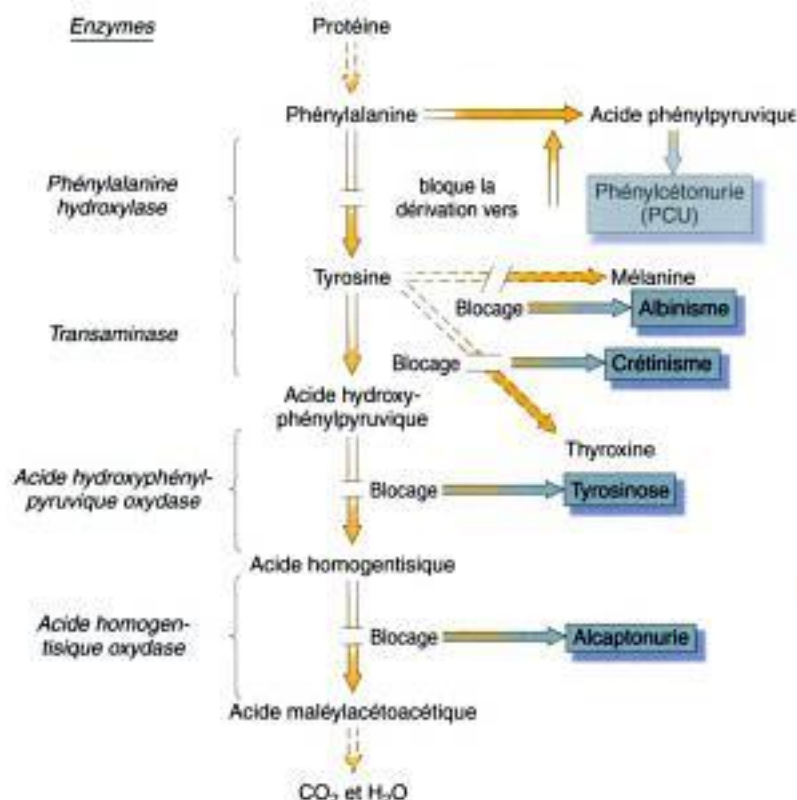 Enzymes
Protéine
Phénylalanine
Acide phénylpyruvique
Phénylalanine
hydroxylase
bloque la
dérivation vers
Phénylcétonurie
(PCU)
Tyrosine
Mélanine
Blocage
Albinisme
Transaminase
Blocage
Crétinisme
Acide hydroxy-
phénylpyruvique
Thyroxine
Acide hydroxyphényl-
pyruvique oxydase
Blocage
Tyrosinose
Acide homogentisique
Acide homogen-
tisique oxydase
Blocage
Alcaptonurie
Acide maléylacétoacétique
CO₂ et H₂O